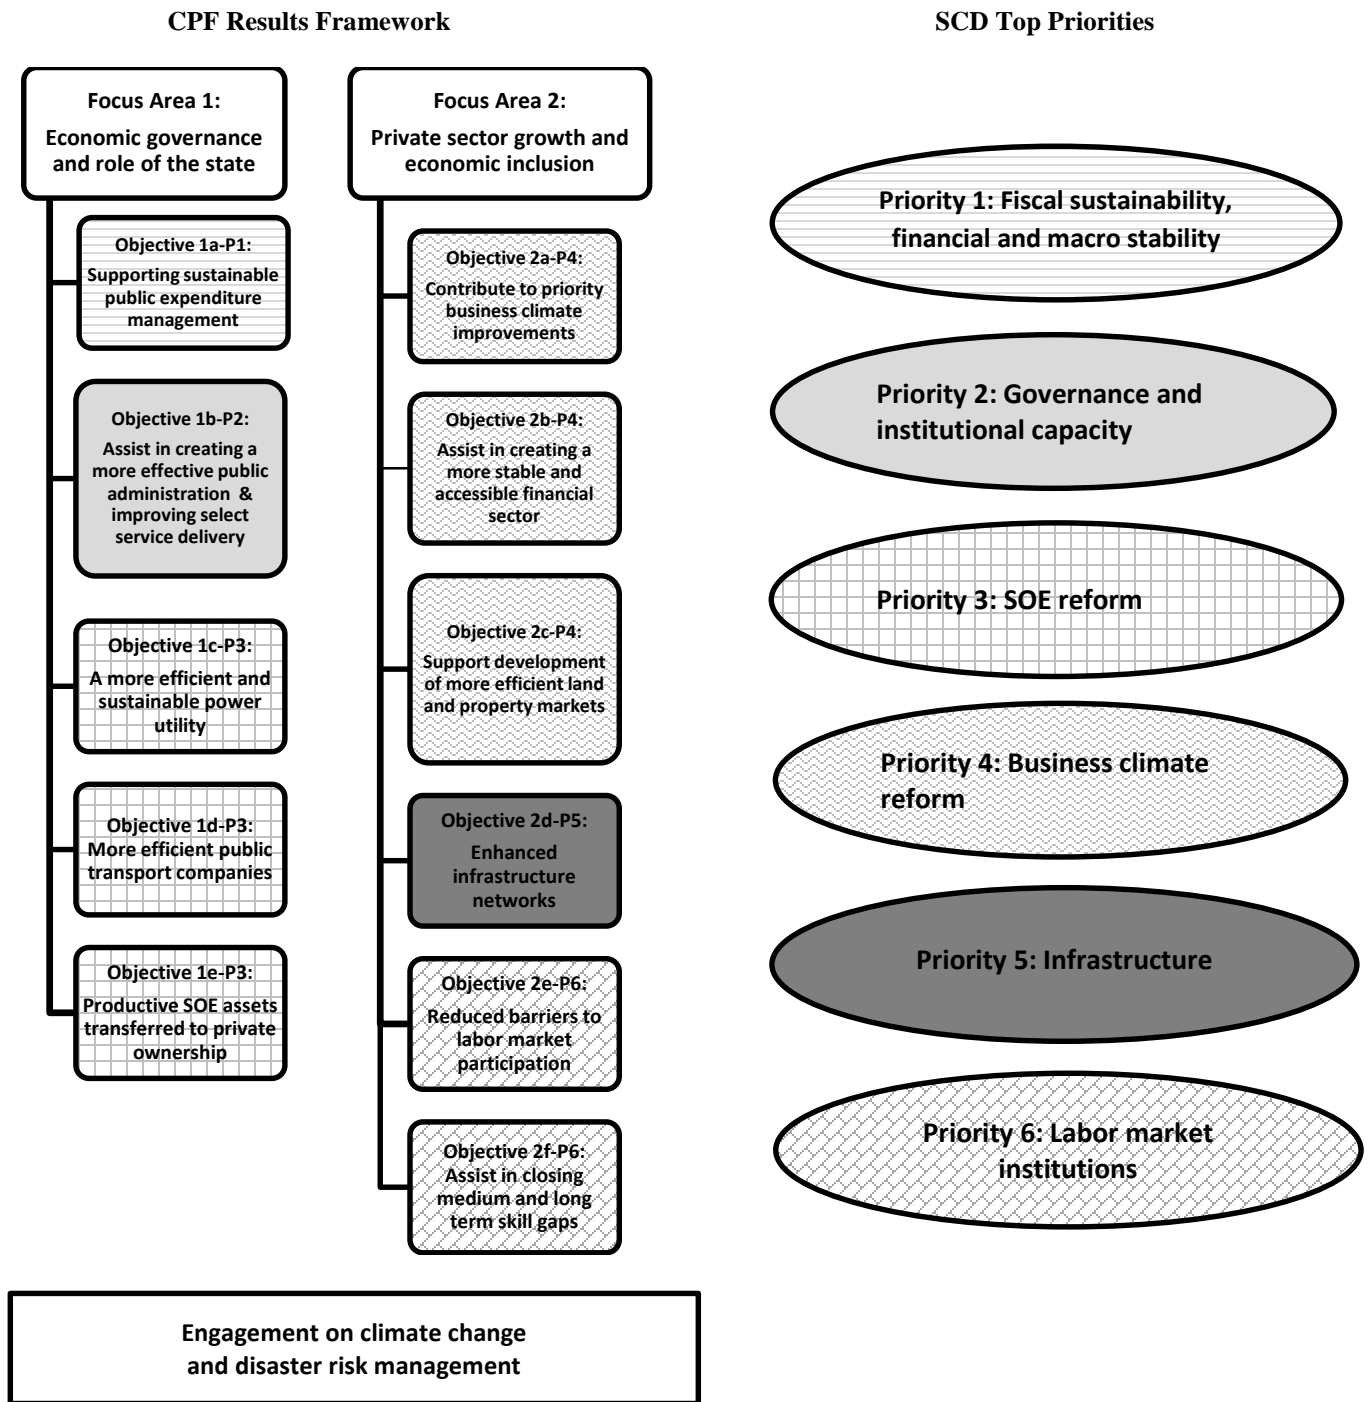 CPF Results Framework
SCD Top Priorities
Focus Area 1:
Economic governance
and role of the state
Objective 1a-P1:
Supporting sustainable
public expenditure
management
Objective 1b-P2:
Assist in creating a
more effective public
administration &
improving select
service delivery
Objective 1c-P3:
A more efficient and
sustainable power
utility
Objective 1d-P3:
More efficient public
transport companies
Objective 1e-P3:
Productive SOE assets
transferred to private
ownership
Focus Area 2:
Private sector growth and
economic inclusion
Objective 2a-P4:
Contribute to priority
business climate
improvements
Objective 2b-P4:
Assist in creating a
more stable and
accessible financial
sector
Objective 2c-P4:
Support development
of more efficient land
and property markets
Objective 2d-P5:
Enhanced
infrastructure
networks
Objective 2e-P6:
Reduced barriers to
labor market
participation
Objective 2f-P6:
Assist in closing
medium and long
term skill gaps
Priority 1: Fiscal sustainability,
financial and macro stability
Priority 2: Governance and
institutional capacity
Priority 3: SOE reform
Priority 4: Business climate
reform
Priority 5: Infrastructure
Priority 6: Labor market
institutions
Engagement on climate change
and disaster risk management